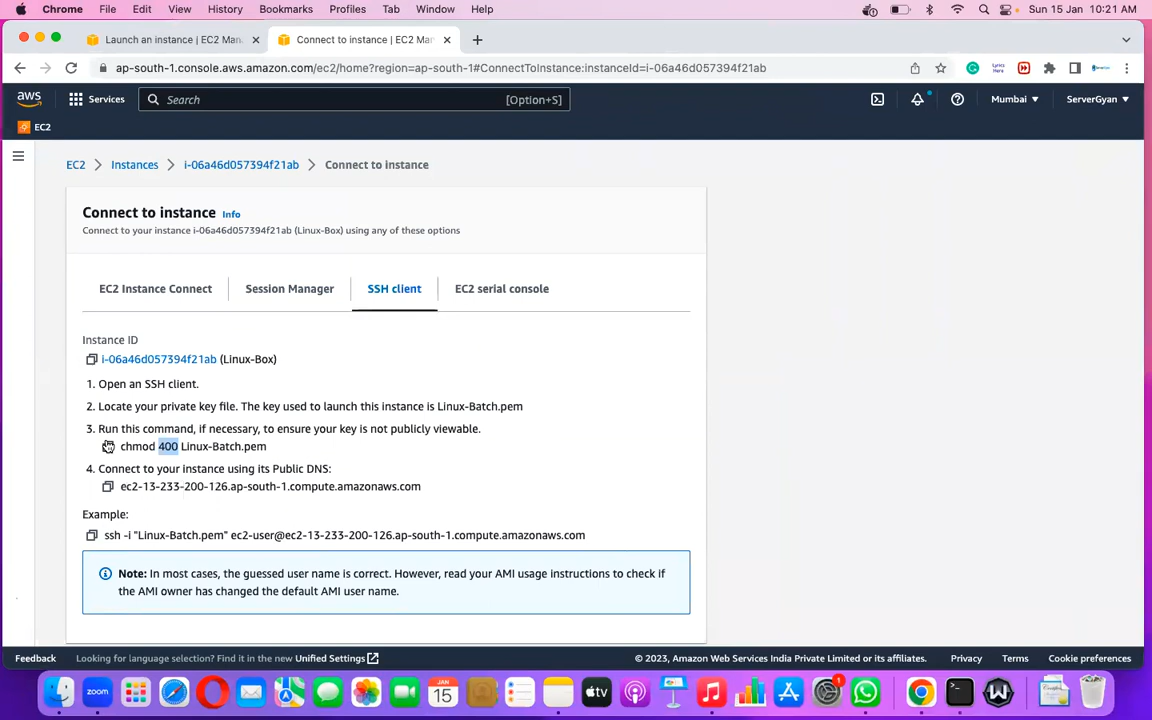 Chrome File Edit View History Bookmarks Profiles Tab Window Help Sun 15 Jan 10:21 AM
Launch an instance | EC2 Man Connect to instance | EC2 Man
ap-south-1.console.aws.amazon.com/ec2/home?region=ap-south-1#ConnectToInstance:instanceId=i-06a46d057394f21ab
aws Services Search [Option+S] Mumbai ServerGyan
EC2
EC2 Instances i-06a46d057394f21ab Connect to instance
Connect to instance Info
Connect to your instance i-06a46d057394f21ab (Linux-Box) using any of these options
EC2 Instance Connect Session Manager SSH client EC2 serial console
Instance ID
i-06a46d057394f21ab (Linux-Box)
1. Open an SSH client.
2. Locate your private key file. The key used to launch this instance is Linux-Batch.pem
3. Run this command, if necessary, to ensure your key is not publicly viewable.
chmod 400 Linux-Batch.pem
4. Connect to your instance using its Public DNS:
ec2-13-233-200-126.ap-south-1.compute.amazonaws.com
Example:
ssh -i "Linux-Batch.pem" ec2-user@ec2-13-233-200-126.ap-south-1.compute.amazonaws.com
Note: In most cases, the guessed user name is correct. However, read your AMI usage instructions to check if
the AMI owner has changed the default AMI user name.
Feedback Looking for language selection? Find it in the new Unified Settings © 2023, Amazon Web Services India Private Limited or its affiliates. Privacy Terms Cookie preferences
zoom JAN 15 tv 1